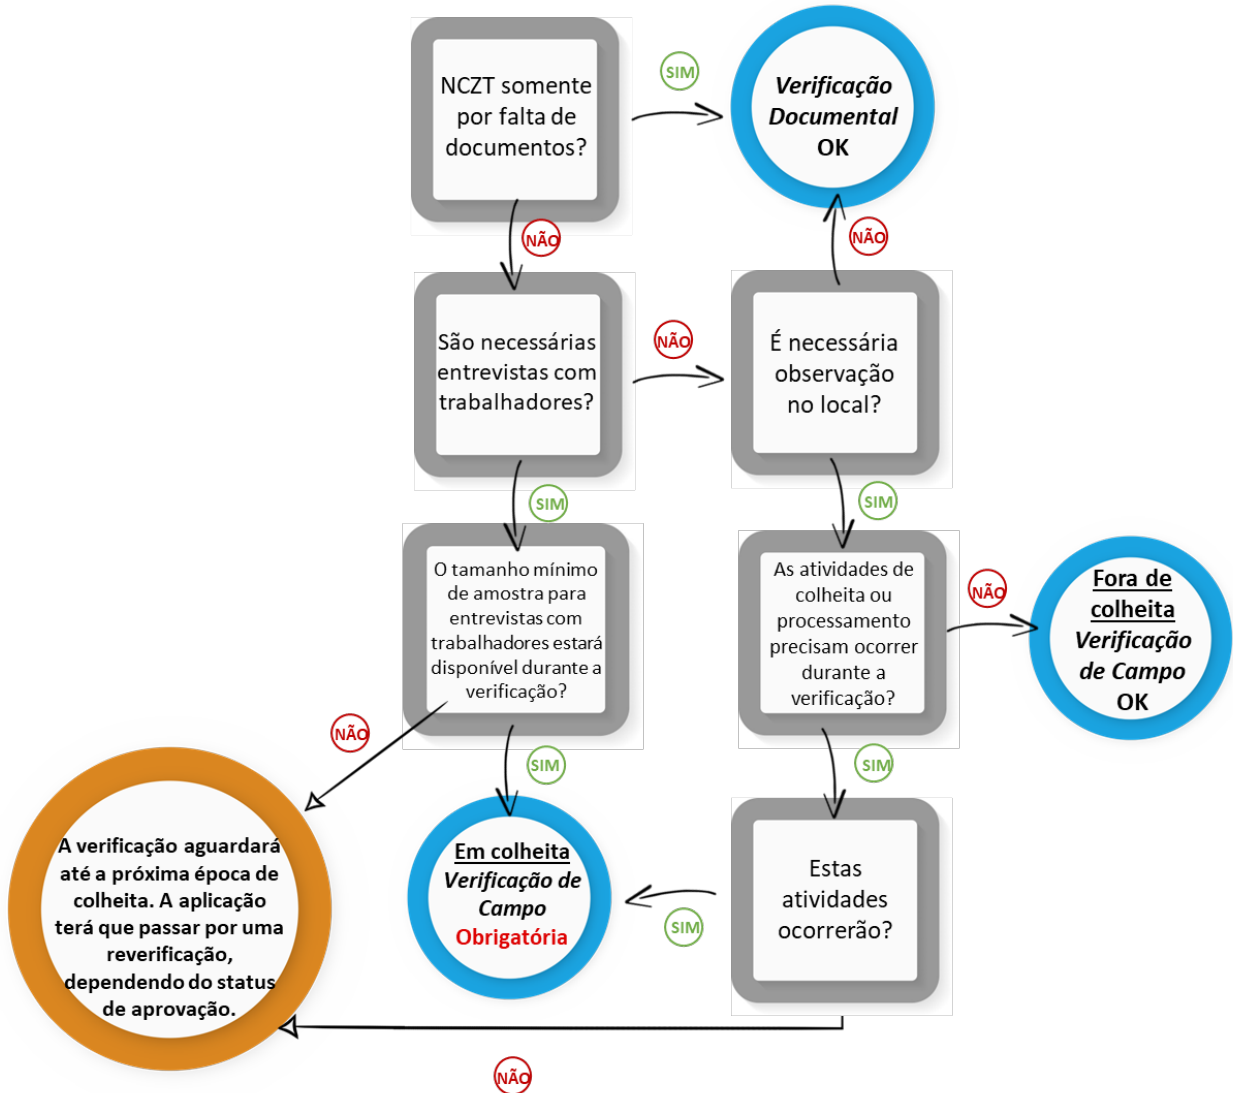 NCZT somente
por falta de
documentos?
SIM
Verificação
Documental
OK
NÃO
NÃO
São necessárias
entrevistas com
trabalhadores?
NÃO
É necessária
observação
no local?
SIM
SIM
O tamanho mínimo
de amostra para
entrevistas com
trabalhadores estará
disponível durante a
verificação?
As atividades de
colheita ou
processamento
precisam ocorrer
durante a
verificação?
NÃO
Fora de
colheita
Verificação
de Campo
OK
NÃO
SIM
SIM
A verificação aguardará
até a próxima época de
colheita. A aplicação
terá que passar por uma
reverificação,
dependendo do status
de aprovação.
Em colheita
Verificação de
Campo
Obrigatória
SIM
Estas
atividades
ocorrerão?
NÃO